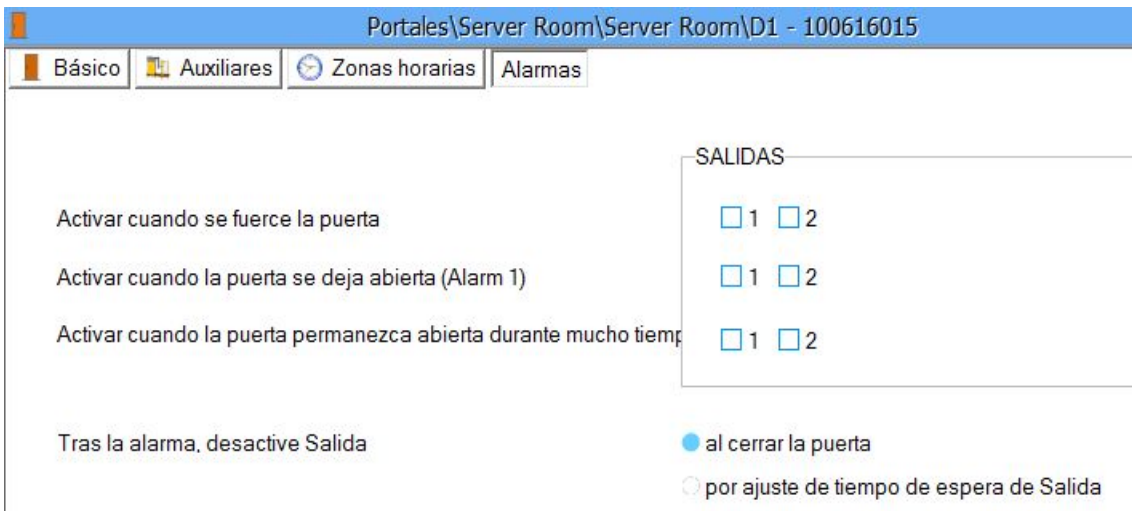 Portales\Server Room\Server Room\D1 - 100616015
Básico Auxiliares Zonas horarias Alarmas
SALIDAS
Activar cuando se fuerce la puerta 1 2
Activar cuando la puerta se deja abierta (Alarm 1) 1 2
Activar cuando la puerta permanezca abierta durante mucho tiemp 1 2
Tras la alarma, desactive Salida al cerrar la puerta
por ajuste de tiempo de espera de Salida